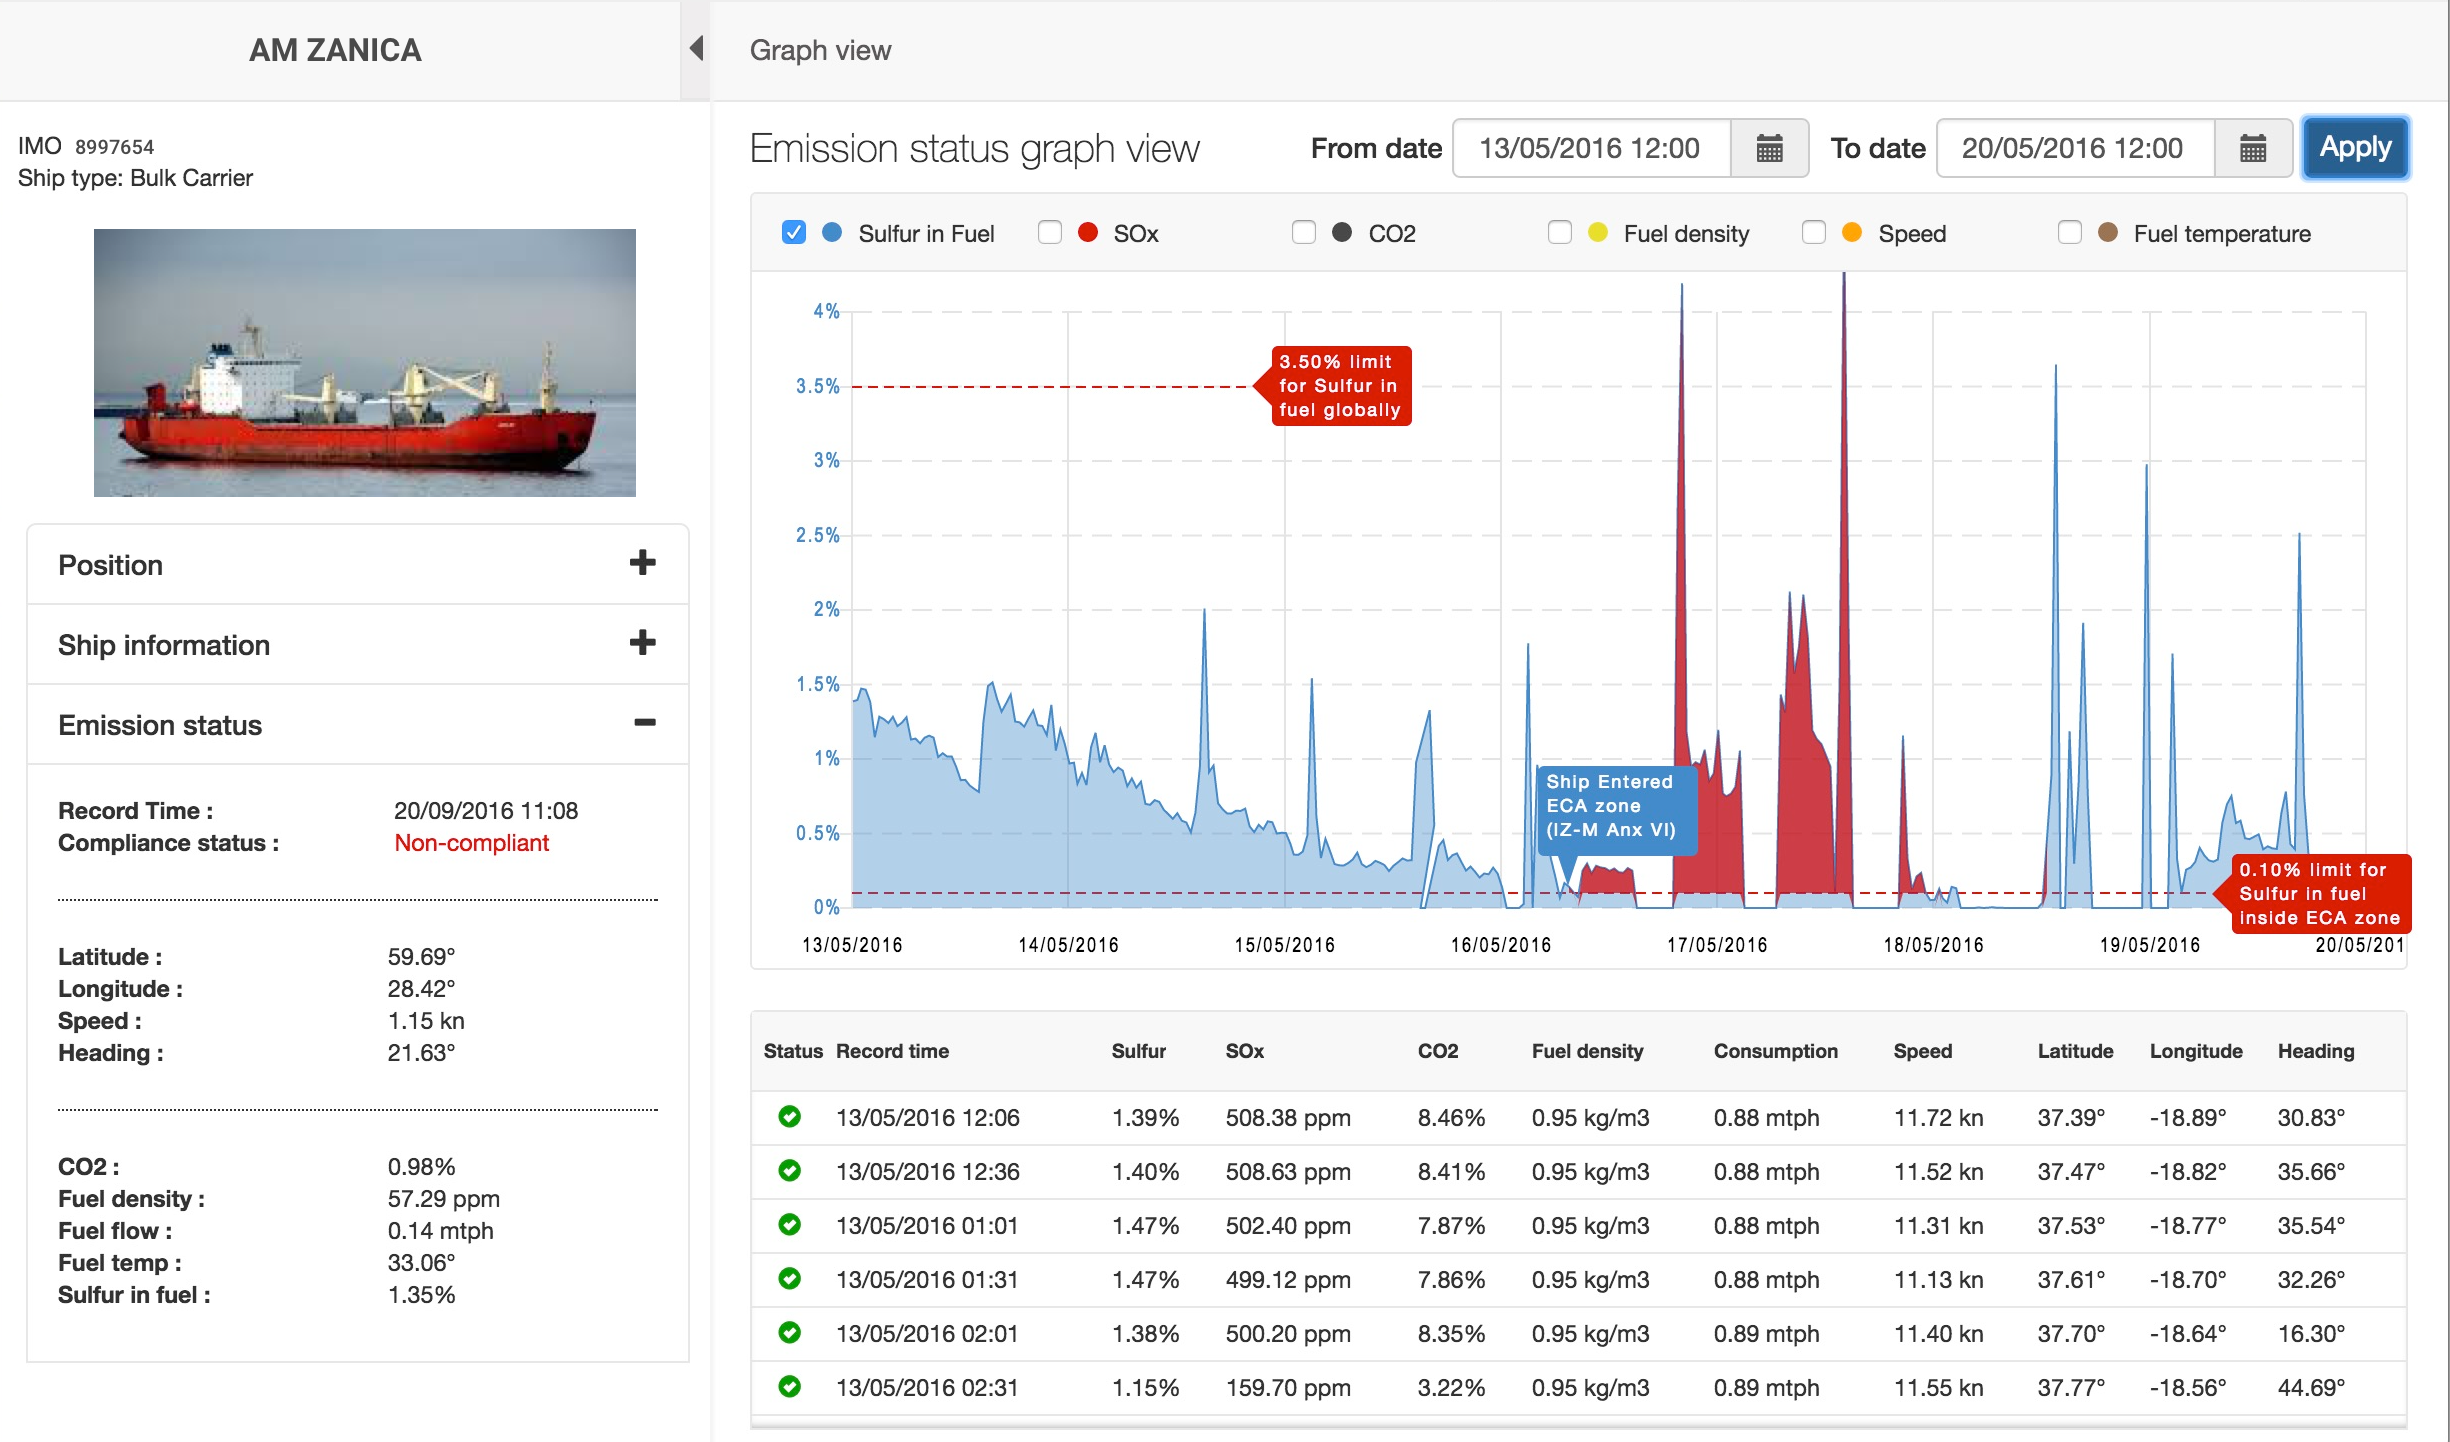 AM ZANICA
Graph view
IMO 8997654
Ship type: Bulk Carrier
Position
Ship information
Emission status
Record Time : 20/09/2016 11:08
Compliance status : Non-compliant
Latitude : 59.69°
Longitude : 28.42°
Speed : 1.15 kn
Heading : 21.63°
CO2 : 0.98%
Fuel density : 57.29 ppm
Fuel flow : 0.14 mtph
Fuel temp : 33.06°
Sulfur in fuel : 1.35%
Emission status graph view From date 13/05/2016 12:00 To date 20/05/2016 12:00 Apply
Sulfur in Fuel SOx CO2 Fuel density Speed Fuel temperature
4%
3.5%
3%
2.5%
2%
1.5%
1%
0.5%
0%
3.50% limit
for Sulfur in
fuel globally
Ship Entered
ECA zone
(IZ-M Anx VI)
0.10% limit for
Sulfur in fuel
inside ECA zone
13/05/2016 14/05/2016 15/05/2016 16/05/2016 17/05/2016 18/05/2016 19/05/2016 20/05/201
Status Record time Sulfur SOx CO2 Fuel density Consumption Speed Latitude Longitude Heading
13/05/2016 12:06 1.39% 508.38 ppm 8.46% 0.95 kg/m3 0.88 mtph 11.72 kn 37.39° -18.89° 30.83°
13/05/2016 12:36 1.40% 508.63 ppm 8.41% 0.95 kg/m3 0.88 mtph 11.52 kn 37.47° -18.82° 35.66°
13/05/2016 01:01 1.47% 502.40 ppm 7.87% 0.95 kg/m3 0.88 mtph 11.31 kn 37.53° -18.77° 35.54°
13/05/2016 01:31 1.47% 499.12 ppm 7.86% 0.95 kg/m3 0.88 mtph 11.13 kn 37.61° -18.70° 32.26°
13/05/2016 02:01 1.38% 500.20 ppm 8.35% 0.95 kg/m3 0.89 mtph 11.40 kn 37.70° -18.64° 16.30°
13/05/2016 02:31 1.15% 159.70 ppm 3.22% 0.95 kg/m3 0.89 mtph 11.55 kn 37.77° -18.56° 44.69°